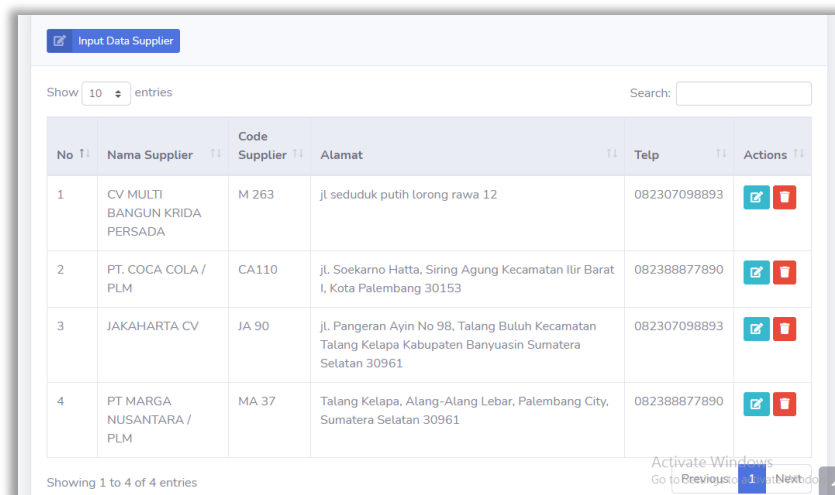 Input Data Supplier
Show 10 entries
Search:
No
Nama Supplier
Code
Supplier
Alamat
Telp
Actions
1
CV MULTI
BANGUN KRIDA
PERSADA
M 263
jl seduduk putih lorong rawa 12
082307098893
2
PT. COCA COLA /
PLM
CA110
jl. Soekarno Hatta, Siring Agung Kecamatan Ilir Barat
I, Kota Palembang 30153
082388877890
3
JAKAHARTA CV
JA 90
jl. Pangeran Ayin No 98, Talang Buluh Kecamatan
Talang Kelapa Kabupaten Banyuasin Sumatera
Selatan 30961
082307098893
4
PT MARGA
NUSANTARA /
PLM
MA 37
Talang Kelapa, Alang-Alang Lebar, Palembang City,
Sumatera Selatan 30961
082388877890
Activate Windows
Go to
Showing 1 to 4 of 4 entries
Previous 1 Next